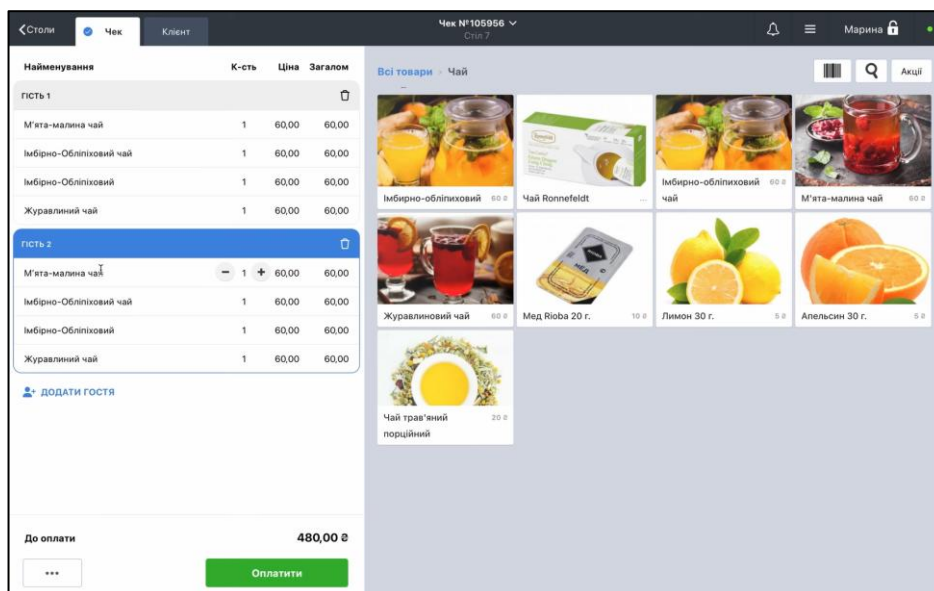 Столи
Чек
Клієнт
Чек №105956
Стіл 7
Марина
Найменування К-сть Ціна Загалом
ГІСТЬ 1
М'ята-малина чай 1 60,00 60,00
Імбірно-Обліпіховий чай 1 60,00 60,00
Імбірно-Обліпіховий 1 60,00 60,00
Журавлиний чай 1 60,00 60,00
ГІСТЬ 2
М'ята-малина чай − 1 + 60,00 60,00
Імбірно-Обліпіховий чай 1 60,00 60,00
Імбірно-Обліпіховий 1 60,00 60,00
Журавлиний чай 1 60,00 60,00
ДОДАТИ ГОСТЯ
До оплати 480,00 ₴
... Оплатити
Всі товари > Чай
Акції
Імбирно-обліпиховий 60 ₴
Ronnefeldt
Чай Ronnefeldt ...
Імбирно-обліпиховий 60 ₴
чай
М'ята-малина чай 60 ₴
Журавлиновий чай 60 ₴
МЕД
Мед Rioba 20 г. 10 ₴
Лимон 30 г. 5 ₴
Апельсин 30 г. 5 ₴
Чай трав'яний 20 ₴
порційний